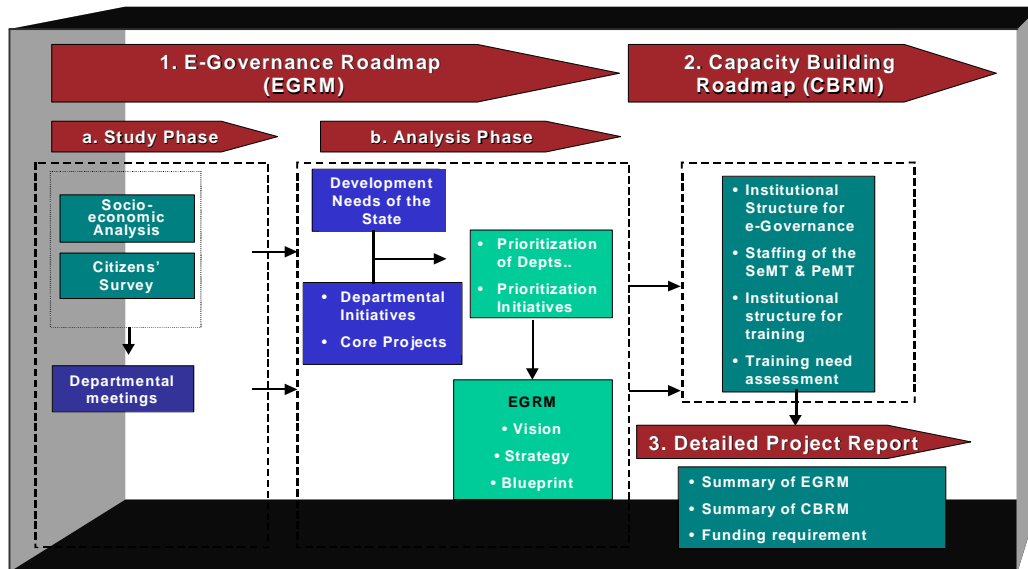 1. E-Governance Roadmap
(EGRM)
2. Capacity Building
Roadmap (CBRM)
a. Study Phase
b. Analysis Phase
Socio-
economic
Analysis
Citizens’
Survey
Departmental
meetings
Development
Needs of the
State
• Departmental
Initiatives
• Core Projects
• Prioritization
of Depts..
• Prioritization
Initiatives
EGRM
• Vision
• Strategy
• Blueprint
• Institutional
Structure for
e-Governance
• Staffing of the
SeMT & PeMT
• Institutional
structure for
training
• Training need
assessment
3. Detailed Project Report
• Summary of EGRM
• Summary of CBRM
• Funding requirement